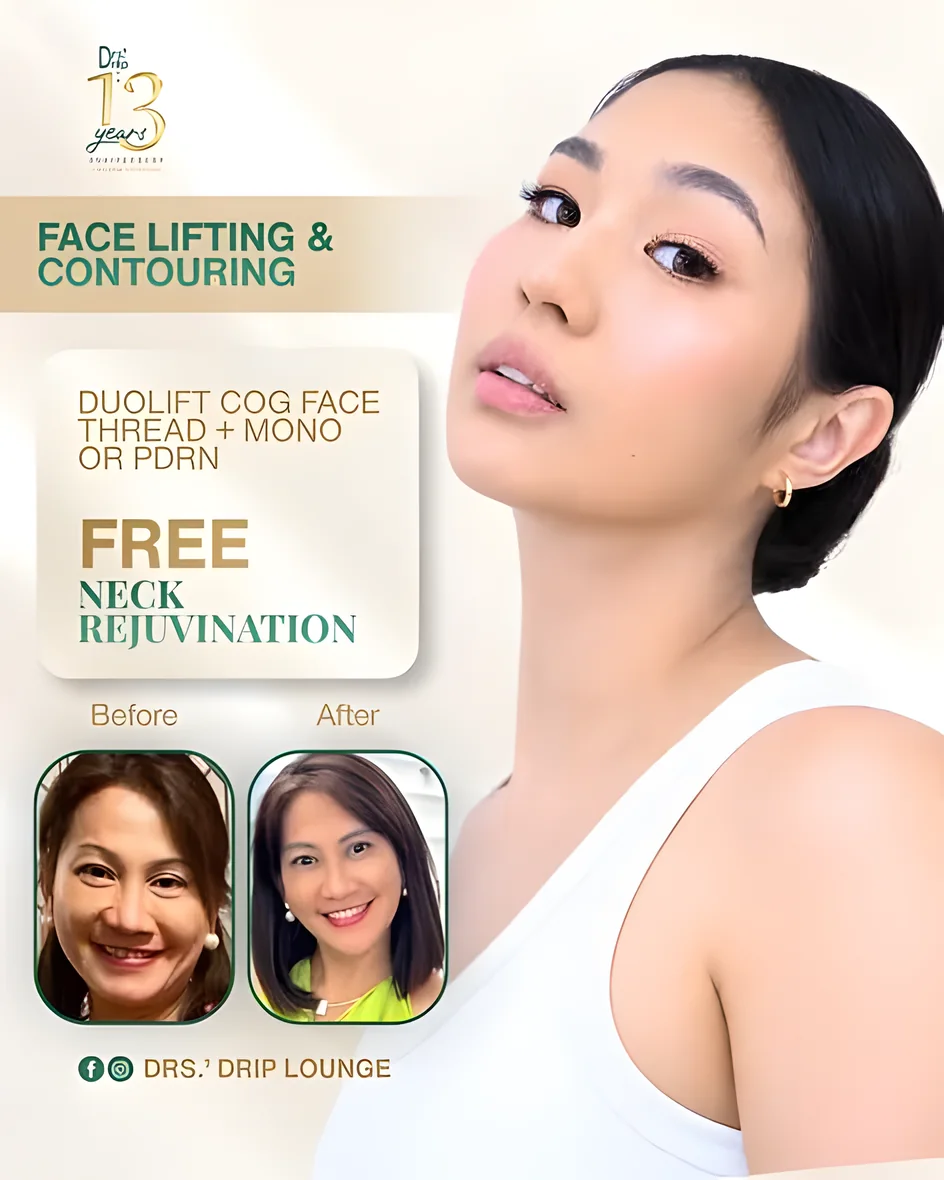 13
years
FACE LIFTING &
CONTOURING
DUOLIFT COG FACE
THREAD + MONO
OR PDRN
FREE
NECK
REJUVINATION
Before
After
DRS.' DRIP LOUNGE